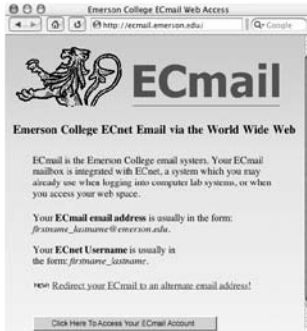 Emerson College ECmail Web Access
http://ecmail.emerson.edu/
Google
ECmail
Emerson College ECnet Email via the World Wide Web
ECmail is the Emerson College email system. Your ECmail
mailbox is integrated with ECnet, a system which you may
already use when logging into computer lab systems, or when
you access your web space.
Your ECmail email address is usually in the form:
firstname_lastname@emerson.edu.
Your ECnet Username is usually in
the form: firstname_lastname.
NEW! Redirect your ECmail to an alternate email address!
Click Here To Access Your ECmail Account